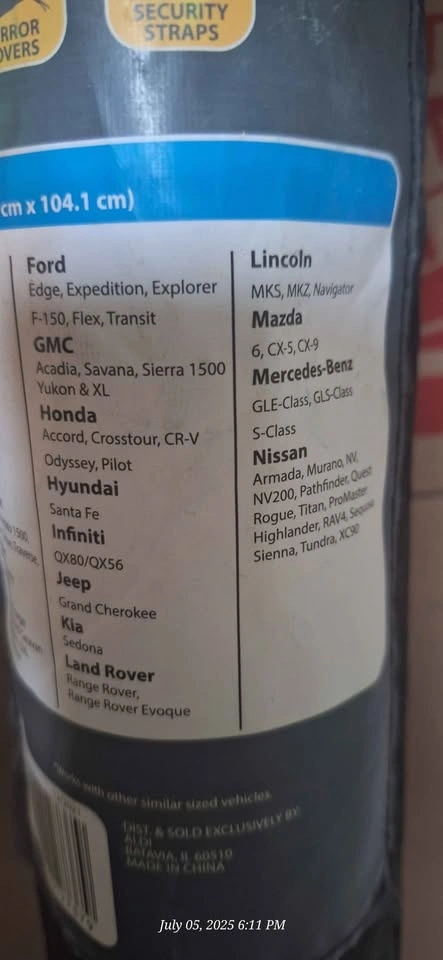 RROR
OVERS
SECURITY
STRAPS
cm x 104.1 cm)
Ford
Edge, Expedition, Explorer
F-150, Flex, Transit
GMC
Acadia, Savana, Sierra 1500
Yukon & XL
Honda
Accord, Crosstour, CR-V
Odyssey, Pilot
Hyundai
Santa Fe
Infiniti
QX80/QX56
Jeep
Grand Cherokee
Kia
Sedona
Land Rover
Range Rover,
Range Rover Evoque
Lincoln
MKS, MKZ, Navigator
Mazda
6, CX-5, CX-9
Mercedes-Benz
GLE-Class, GLS-Class
S-Class
Nissan
Armada, Murano, NV,
NV200, Pathfinder, Quest
Rogue, Titan, ProMaster
Highlander, RAV4, Sequoia
Sienna, Tundra, XC90
*Works with other similar sized vehicles.
DIST. & SOLD EXCLUSIVELY BY:
ALDI
BATAVIA, IL 60510
MADE IN CHINA
July 05, 2025 6:11 PM